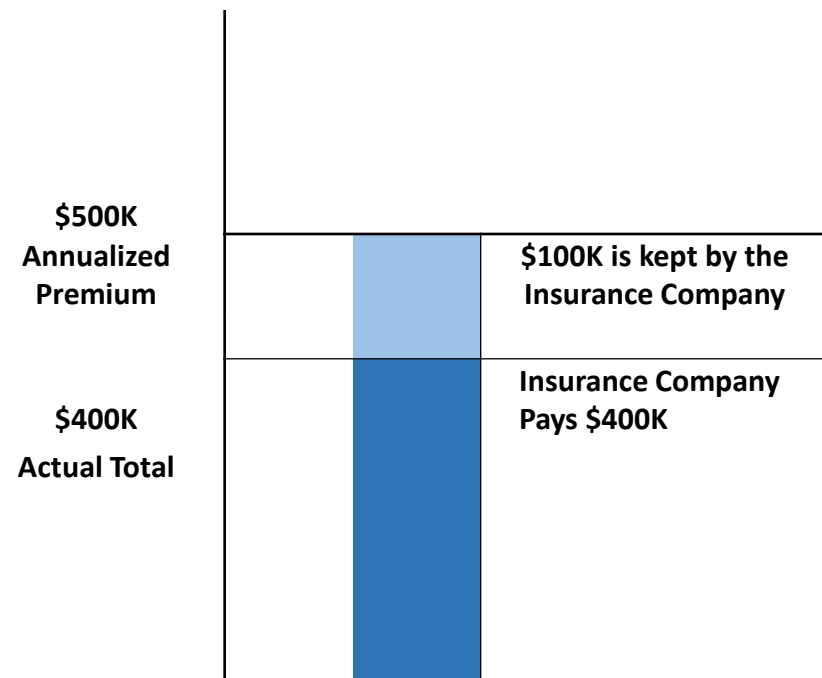 $500K
Annualized
Premium
$100K is kept by the
Insurance Company
$400K
Actual Total
Insurance Company
Pays $400K